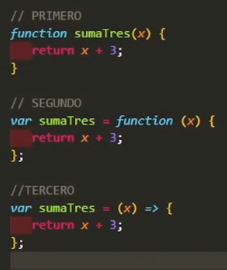 // PRIMERO
function sumaTres(x) {
return x + 3;
}
// SEGUNDO
var sumaTres = function (x) {
return x + 3;
};
//TERCERO
var sumaTres = (x) => {
return x + 3;
};